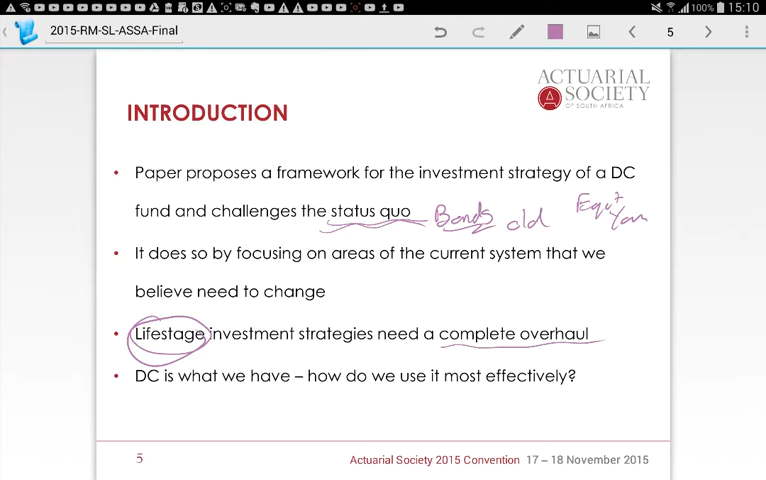 100% 15:10
2015-RM-SL-ASSA-Final
5
ACTUARIAL
SOCIETY
OF SOUTH AFRICA
INTRODUCTION
• Paper proposes a framework for the investment strategy of a DC
fund and challenges the status quo Bonds old
• It does so by focusing on areas of the current system that we
believe need to change
• Lifestage investment strategies need a complete overhaul
• DC is what we have – how do we use it most effectively?
5
Actuarial Society 2015 Convention 17 – 18 November 2015